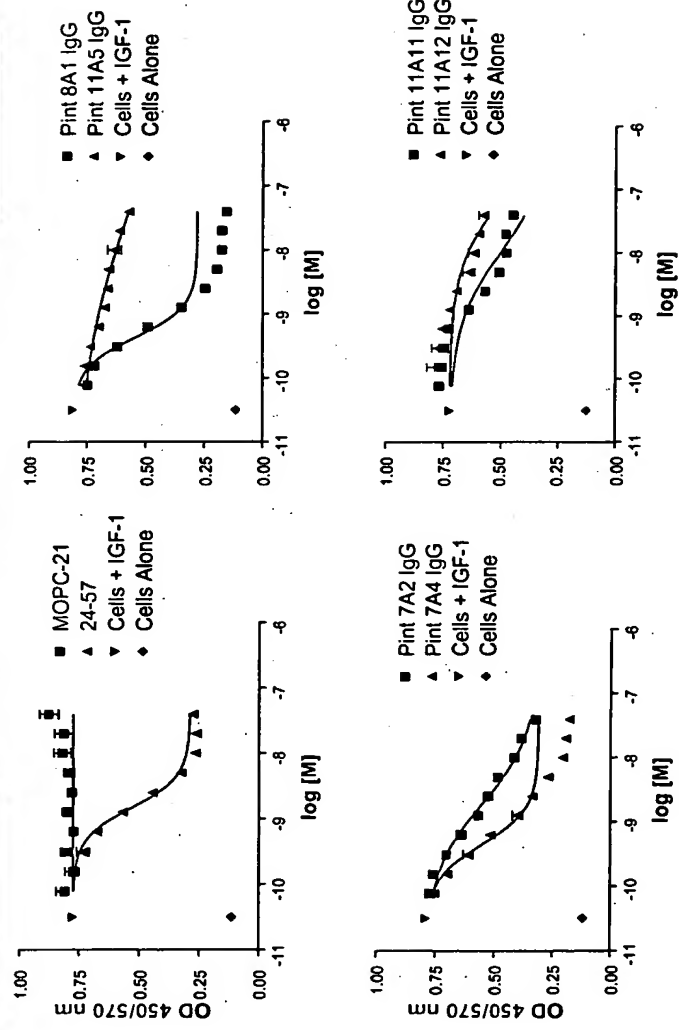 MOPC-21
24-57
Cells + IGF-1
Cells Alone
1.00
0.75
0.50
0.25
0.00
OD 450/570 nm
-11
-10
-9
-8
-7
-6
log [M]
Pint 8A1 IgG
Pint 11A5 IgG
Cells + IGF-1
Cells Alone
1.00
0.75
0.50
0.25
0.00
-11
-10
-9
-8
-7
-6
log [M]
Pint 7A2 IgG
Pint 7A4 IgG
Cells + IGF-1
Cells Alone
1.00
0.75
0.50
0.25
0.00
OD 450/570 nm
-11
-10
-9
-8
-7
-6
log [M]
Pint 11A11 IgG
Pint 11A12 IgG
Cells + IGF-1
Cells Alone
1.00
0.75
0.50
0.25
0.00
-11
-10
-9
-8
-7
-6
log [M]